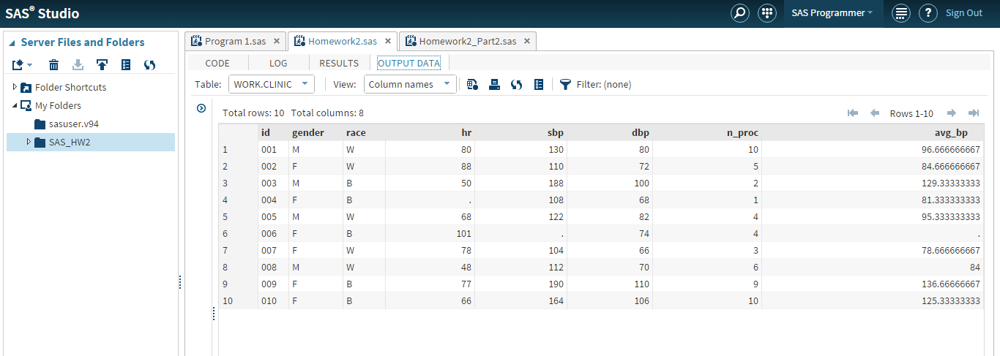 SAS® Studio
SAS Programmer
Sign Out
Server Files and Folders
Folder Shortcuts
My Folders
sasuser.v94
SAS_HW2
Program 1.sas
Homework2.sas
Homework2_Part2.sas
CODE LOG RESULTS OUTPUT DATA
Table: WORK.CLINIC View: Column names Filter: (none)
Total rows: 10 Total columns: 8 Rows 1-10
id gender race hr sbp dbp n_proc avg_bp
1 001 M W 80 130 80 10 96.666666667
2 002 F W 88 110 72 5 84.666666667
3 003 M B 50 188 100 2 129.33333333
4 004 F B . 108 68 1 81.333333333
5 005 M W 68 122 82 4 95.333333333
6 006 F B 101 . 74 4 .
7 007 F W 78 104 66 3 78.666666667
8 008 M W 48 112 70 6 84
9 009 F B 77 190 110 9 136.66666667
10 010 F B 66 164 106 10 125.33333333